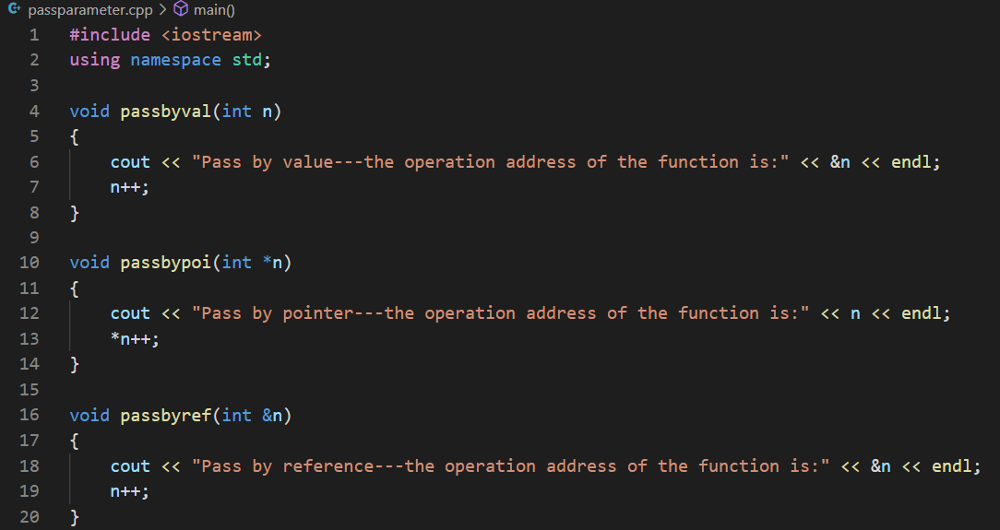 passparameter.cpp > main()
1 #include <iostream>
2 using namespace std;
3
4 void passbyval(int n)
5 {
6     cout << "Pass by value---the operation address of the function is:" << &n << endl;
7     n++;
8 }
9
10 void passbypoi(int *n)
11 {
12     cout << "Pass by pointer---the operation address of the function is:" << n << endl;
13     *n++;
14 }
15
16 void passbyref(int &n)
17 {
18     cout << "Pass by reference---the operation address of the function is:" << &n << endl;
19     n++;
20 }